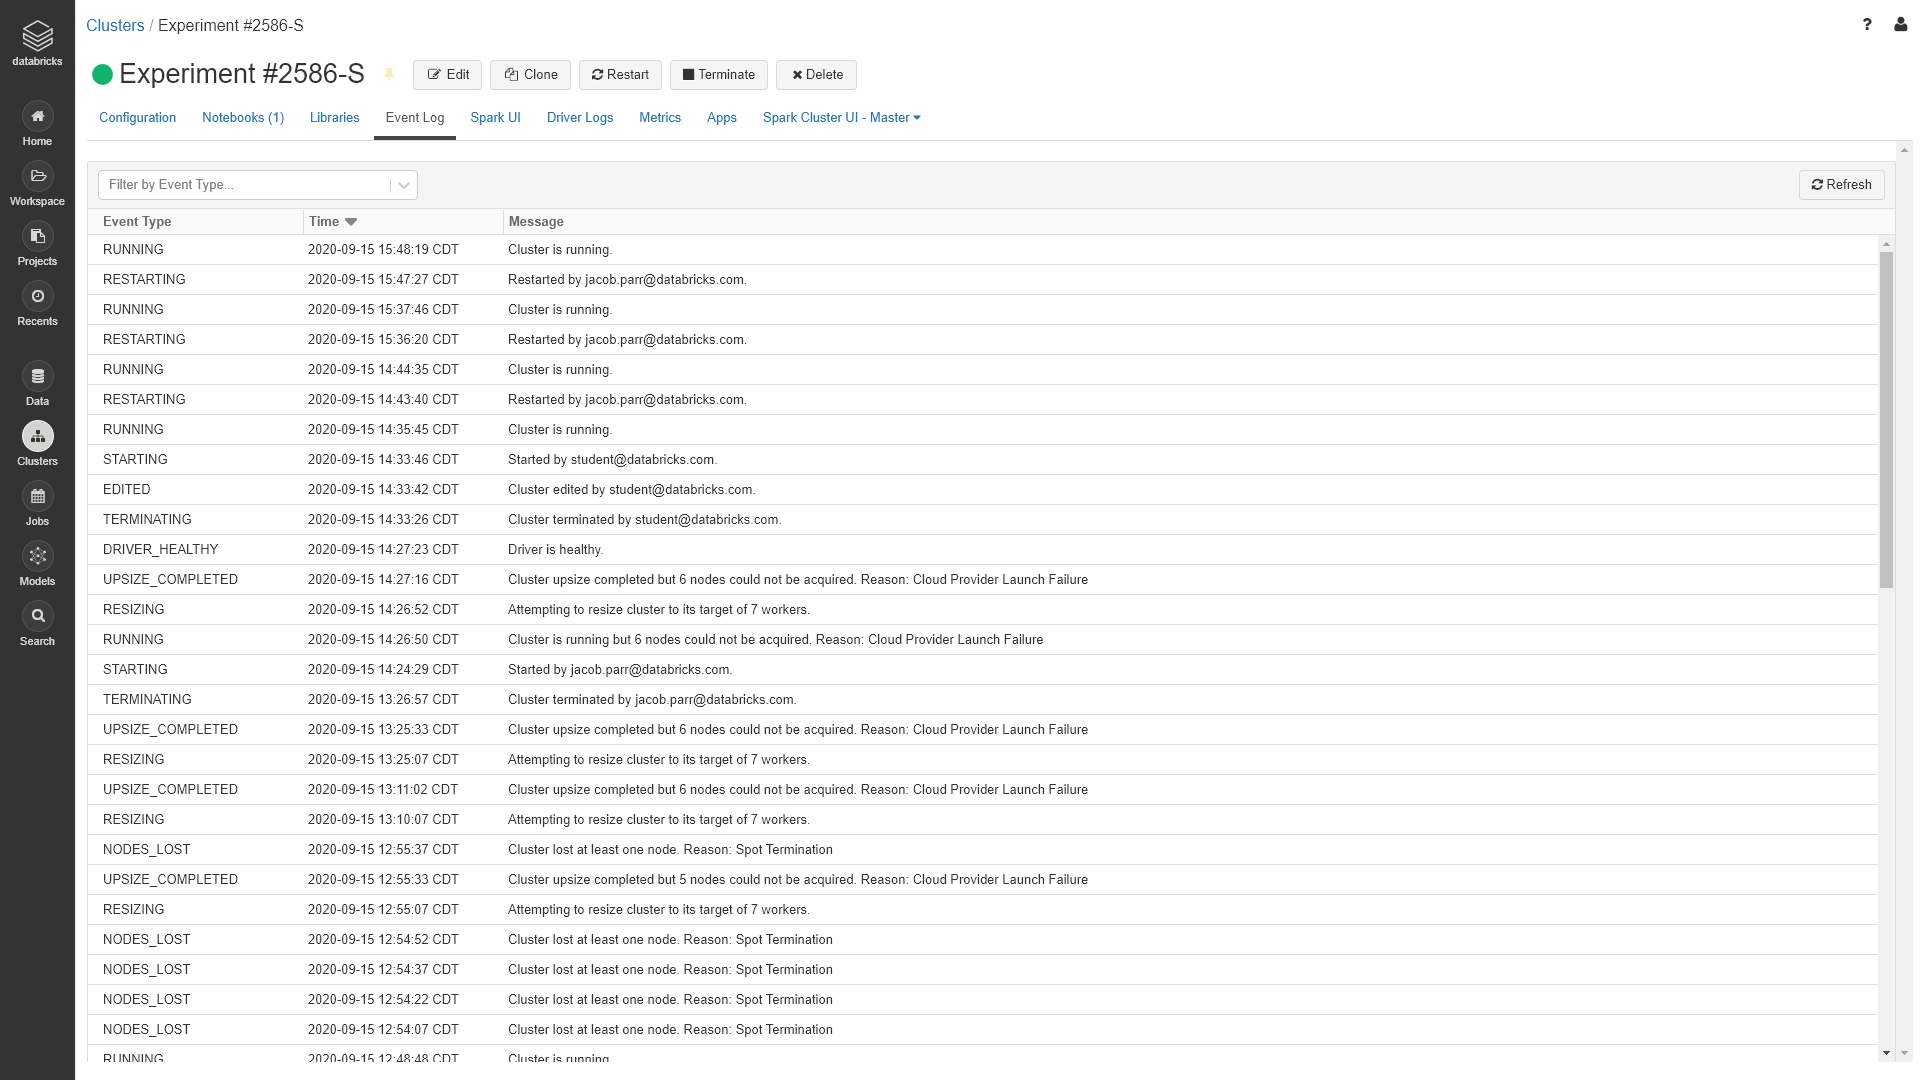 Clusters / Experiment #2586-S
?
databricks
Experiment #2586-S
Edit Clone Restart Terminate Delete
Configuration Notebooks (1) Libraries Event Log Spark UI Driver Logs Metrics Apps Spark Cluster UI - Master
Home
Workspace
Projects
Recents
Data
Clusters
Jobs
Models
Search
Filter by Event Type... Refresh
Event Type Time Message
RUNNING 2020-09-15 15:48:19 CDT Cluster is running.
RESTARTING 2020-09-15 15:47:27 CDT Restarted by jacob.parr@databricks.com.
RUNNING 2020-09-15 15:37:46 CDT Cluster is running.
RESTARTING 2020-09-15 15:36:20 CDT Restarted by jacob.parr@databricks.com.
RUNNING 2020-09-15 14:44:35 CDT Cluster is running.
RESTARTING 2020-09-15 14:43:40 CDT Restarted by jacob.parr@databricks.com.
RUNNING 2020-09-15 14:35:45 CDT Cluster is running.
STARTING 2020-09-15 14:33:46 CDT Started by student@databricks.com.
EDITED 2020-09-15 14:33:42 CDT Cluster edited by student@databricks.com.
TERMINATING 2020-09-15 14:33:26 CDT Cluster terminated by student@databricks.com.
DRIVER_HEALTHY 2020-09-15 14:27:23 CDT Driver is healthy.
UPSIZE_COMPLETED 2020-09-15 14:27:16 CDT Cluster upsize completed but 6 nodes could not be acquired. Reason: Cloud Provider Launch Failure
RESIZING 2020-09-15 14:26:52 CDT Attempting to resize cluster to its target of 7 workers.
RUNNING 2020-09-15 14:26:50 CDT Cluster is running but 6 nodes could not be acquired. Reason: Cloud Provider Launch Failure
STARTING 2020-09-15 14:24:29 CDT Started by jacob.parr@databricks.com.
TERMINATING 2020-09-15 13:26:57 CDT Cluster terminated by jacob.parr@databricks.com.
UPSIZE_COMPLETED 2020-09-15 13:25:33 CDT Cluster upsize completed but 6 nodes could not be acquired. Reason: Cloud Provider Launch Failure
RESIZING 2020-09-15 13:25:07 CDT Attempting to resize cluster to its target of 7 workers.
UPSIZE_COMPLETED 2020-09-15 13:11:02 CDT Cluster upsize completed but 6 nodes could not be acquired. Reason: Cloud Provider Launch Failure
RESIZING 2020-09-15 13:10:07 CDT Attempting to resize cluster to its target of 7 workers.
NODES_LOST 2020-09-15 12:55:37 CDT Cluster lost at least one node. Reason: Spot Termination
UPSIZE_COMPLETED 2020-09-15 12:55:33 CDT Cluster upsize completed but 5 nodes could not be acquired. Reason: Cloud Provider Launch Failure
RESIZING 2020-09-15 12:55:07 CDT Attempting to resize cluster to its target of 7 workers.
NODES_LOST 2020-09-15 12:54:52 CDT Cluster lost at least one node. Reason: Spot Termination
NODES_LOST 2020-09-15 12:54:37 CDT Cluster lost at least one node. Reason: Spot Termination
NODES_LOST 2020-09-15 12:54:22 CDT Cluster lost at least one node. Reason: Spot Termination
NODES_LOST 2020-09-15 12:54:07 CDT Cluster lost at least one node. Reason: Spot Termination
RUNNING 2020-09-15 12:48:48 CDT Cluster is running